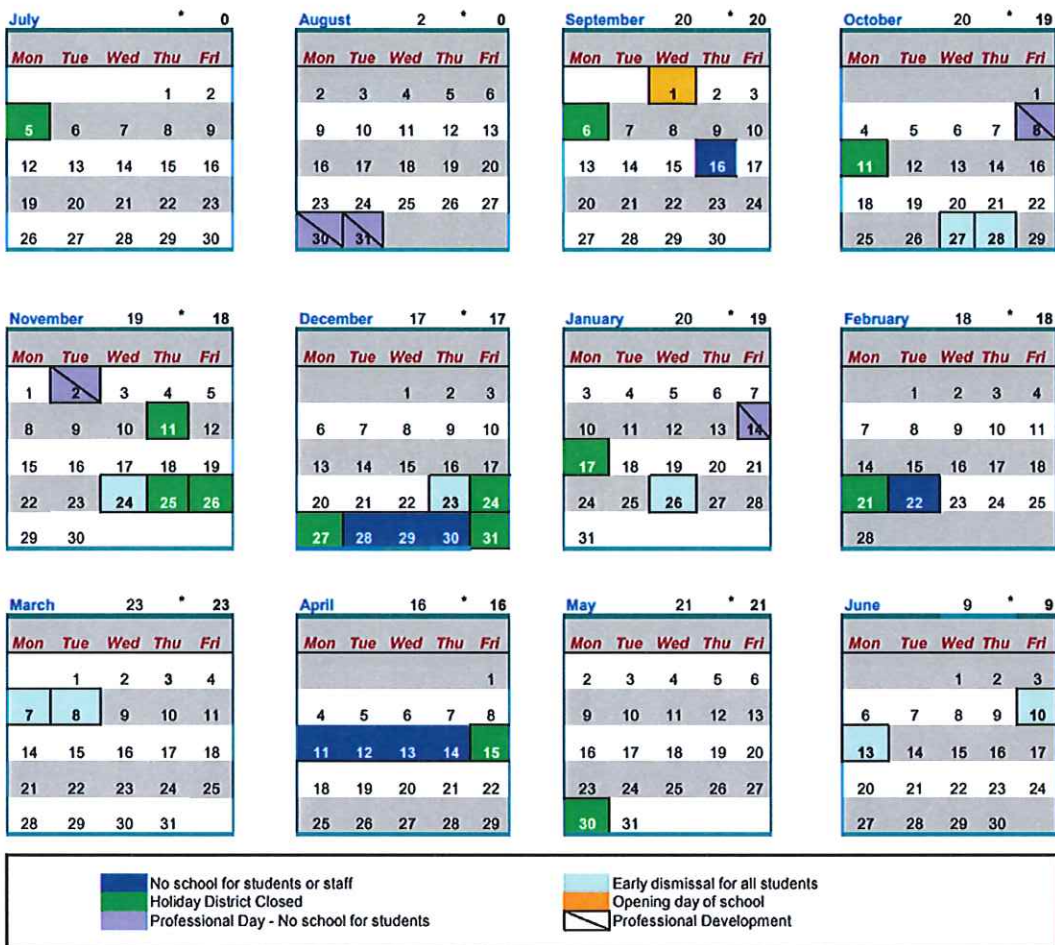 July * 0
Mon Tue Wed Thu Fri
1 2
5 6 7 8 9
12 13 14 15 16
19 20 21 22 23
26 27 28 29 30
August 2 * 0
Mon Tue Wed Thu Fri
2 3 4 5 6
9 10 11 12 13
16 17 18 19 20
23 24 25 26 27
30 31
September 20 * 20
Mon Tue Wed Thu Fri
1 2 3
6 7 8 9 10
13 14 15 16 17
20 21 22 23 24
27 28 29 30
October 20 * 19
Mon Tue Wed Thu Fri
1
4 5 6 7 8
11 12 13 14 16
18 19 20 21 22
25 26 27 28 29
November 19 * 18
Mon Tue Wed Thu Fri
1 2 3 4 5
8 9 10 11 12
15 16 17 18 19
22 23 24 25 26
29 30
December 17 * 17
Mon Tue Wed Thu Fri
1 2 3
6 7 8 9 10
13 14 15 16 17
20 21 22 23 24
27 28 29 30 31
January 20 * 19
Mon Tue Wed Thu Fri
3 4 5 6 7
10 11 12 13 14
17 18 19 20 21
24 25 26 27 28
31
February 18 * 18
Mon Tue Wed Thu Fri
1 2 3 4
7 8 9 10 11
14 15 16 17 18
21 22 23 24 25
28
March 23 * 23
Mon Tue Wed Thu Fri
1 2 3 4
7 8 9 10 11
14 15 16 17 18
21 22 23 24 25
28 29 30 31
April 16 * 16
Mon Tue Wed Thu Fri
1
4 5 6 7 8
11 12 13 14 15
18 19 20 21 22
25 26 27 28 29
May 21 * 21
Mon Tue Wed Thu Fri
2 3 4 5 6
9 10 11 12 13
16 17 18 19 20
23 24 25 26 27
30 31
June 9 * 9
Mon Tue Wed Thu Fri
1 2 3
6 7 8 9 10
13 14 15 16 17
20 21 22 23 24
27 28 29 30
No school for students or staff
Holiday District Closed
Professional Day - No school for students
Early dismissal for all students
Opening day of school
Professional Development